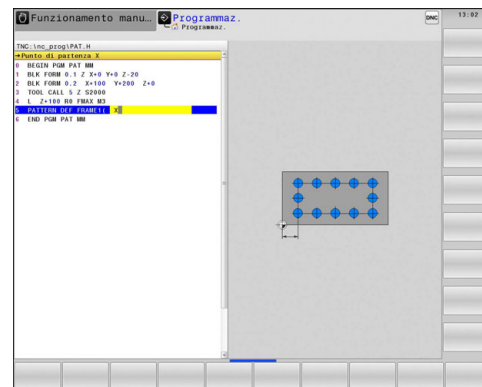 Funzionamento manu… Programmaz. DNC 13:02
Programmaz.
TNC:\nc_prog\PAT.H
→Punto di partenza X
0 BEGIN PGM PAT MM
1 BLK FORM 0.1 Z X+0 Y+0 Z-20
2 BLK FORM 0.2 X+100 Y+200 Z+0
3 TOOL CALL 5 Z S2000
4 L Z+100 R0 FMAX M3
5 PATTERN DEF FRAME1( X
6 END PGM PAT MM